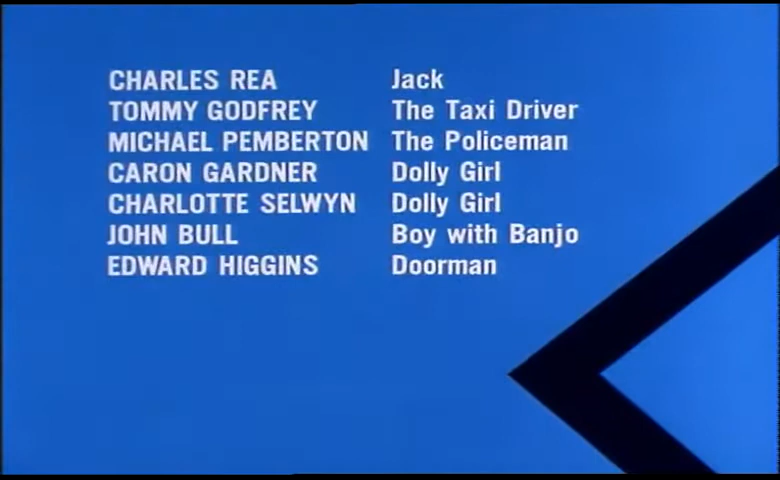 CHARLES REA Jack
TOMMY GODFREY The Taxi Driver
MICHAEL PEMBERTON The Policeman
CARON GARDNER Dolly Girl
CHARLOTTE SELWYN Dolly Girl
JOHN BULL Boy with Banjo
EDWARD HIGGINS Doorman